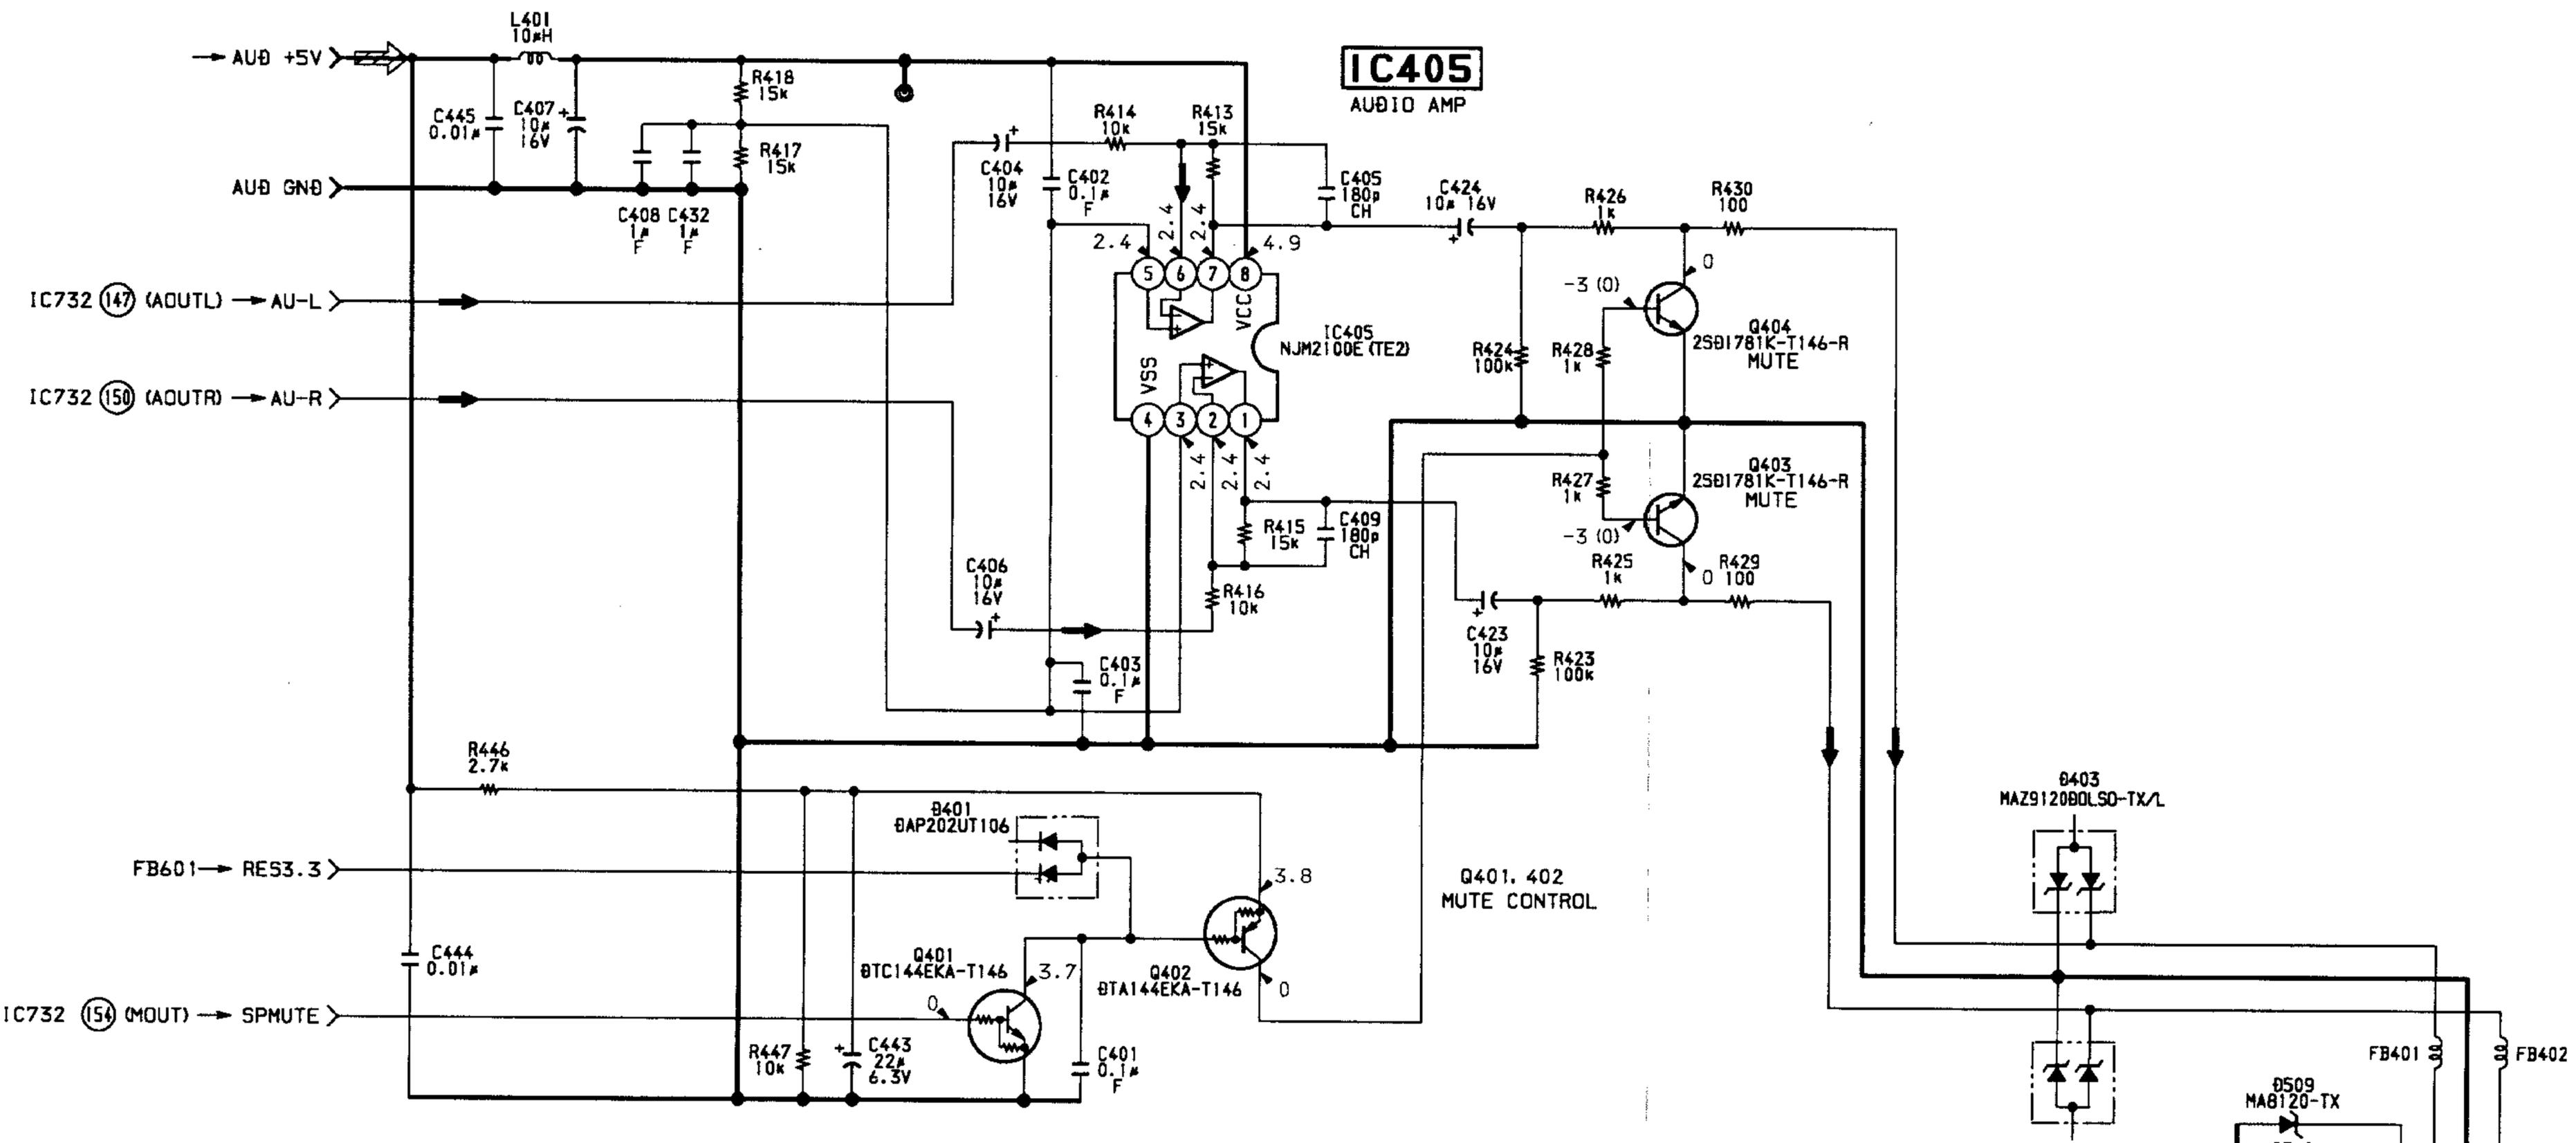 L401
10μH
→ AUD +5V
IC405
AUDIO AMP
R418
15k
C445
0.01μ
C407
10μ
16V
+
R414
10k
R413
15k
R417
15k
AUD GND
C404
10μ
16V
+
C402
0.1μ
F
C405
180p
CH
C424
10μ 16V
+
R426
1k
R430
100
C408
1μ
F
C432
1μ
F
2.4
2.4
2.4
4.9
5
6
7
8
0
-3 (0)
IC732 147 (AOUTL) → AU-L
VCC
IC405
NJM2100E (TE2)
Q404
2SD1781K-T146-R
MUTE
R424
100k
R428
1k
VSS
IC732 150 (AOUTR) → AU-R
4
3
2
1
2.4
2.4
2.4
Q403
2SD1781K-T146-R
MUTE
R427
1k
-3 (0)
R415
15k
C409
180p
CH
C406
10μ
16V
+
R416
10k
R425
1k
0
R429
100
C423
10μ
16V
+
R423
100k
C403
0.1μ
F
R446
2.7k
D401
DAP202UT106
D403
MAZ9120D0LSO-TX/L
FB601 → RES3.3
3.8
Q401, 402
MUTE CONTROL
C444
0.01μ
Q401
DTC144EKA-T146
3.7
Q402
DTA144EKA-T146
0
0
IC732 154 (MOUT) → SPMUTE
R447
10k
C443
22μ
6.3V
+
C401
0.1μ
F
FB401
FB402
D509
MA8120-TX